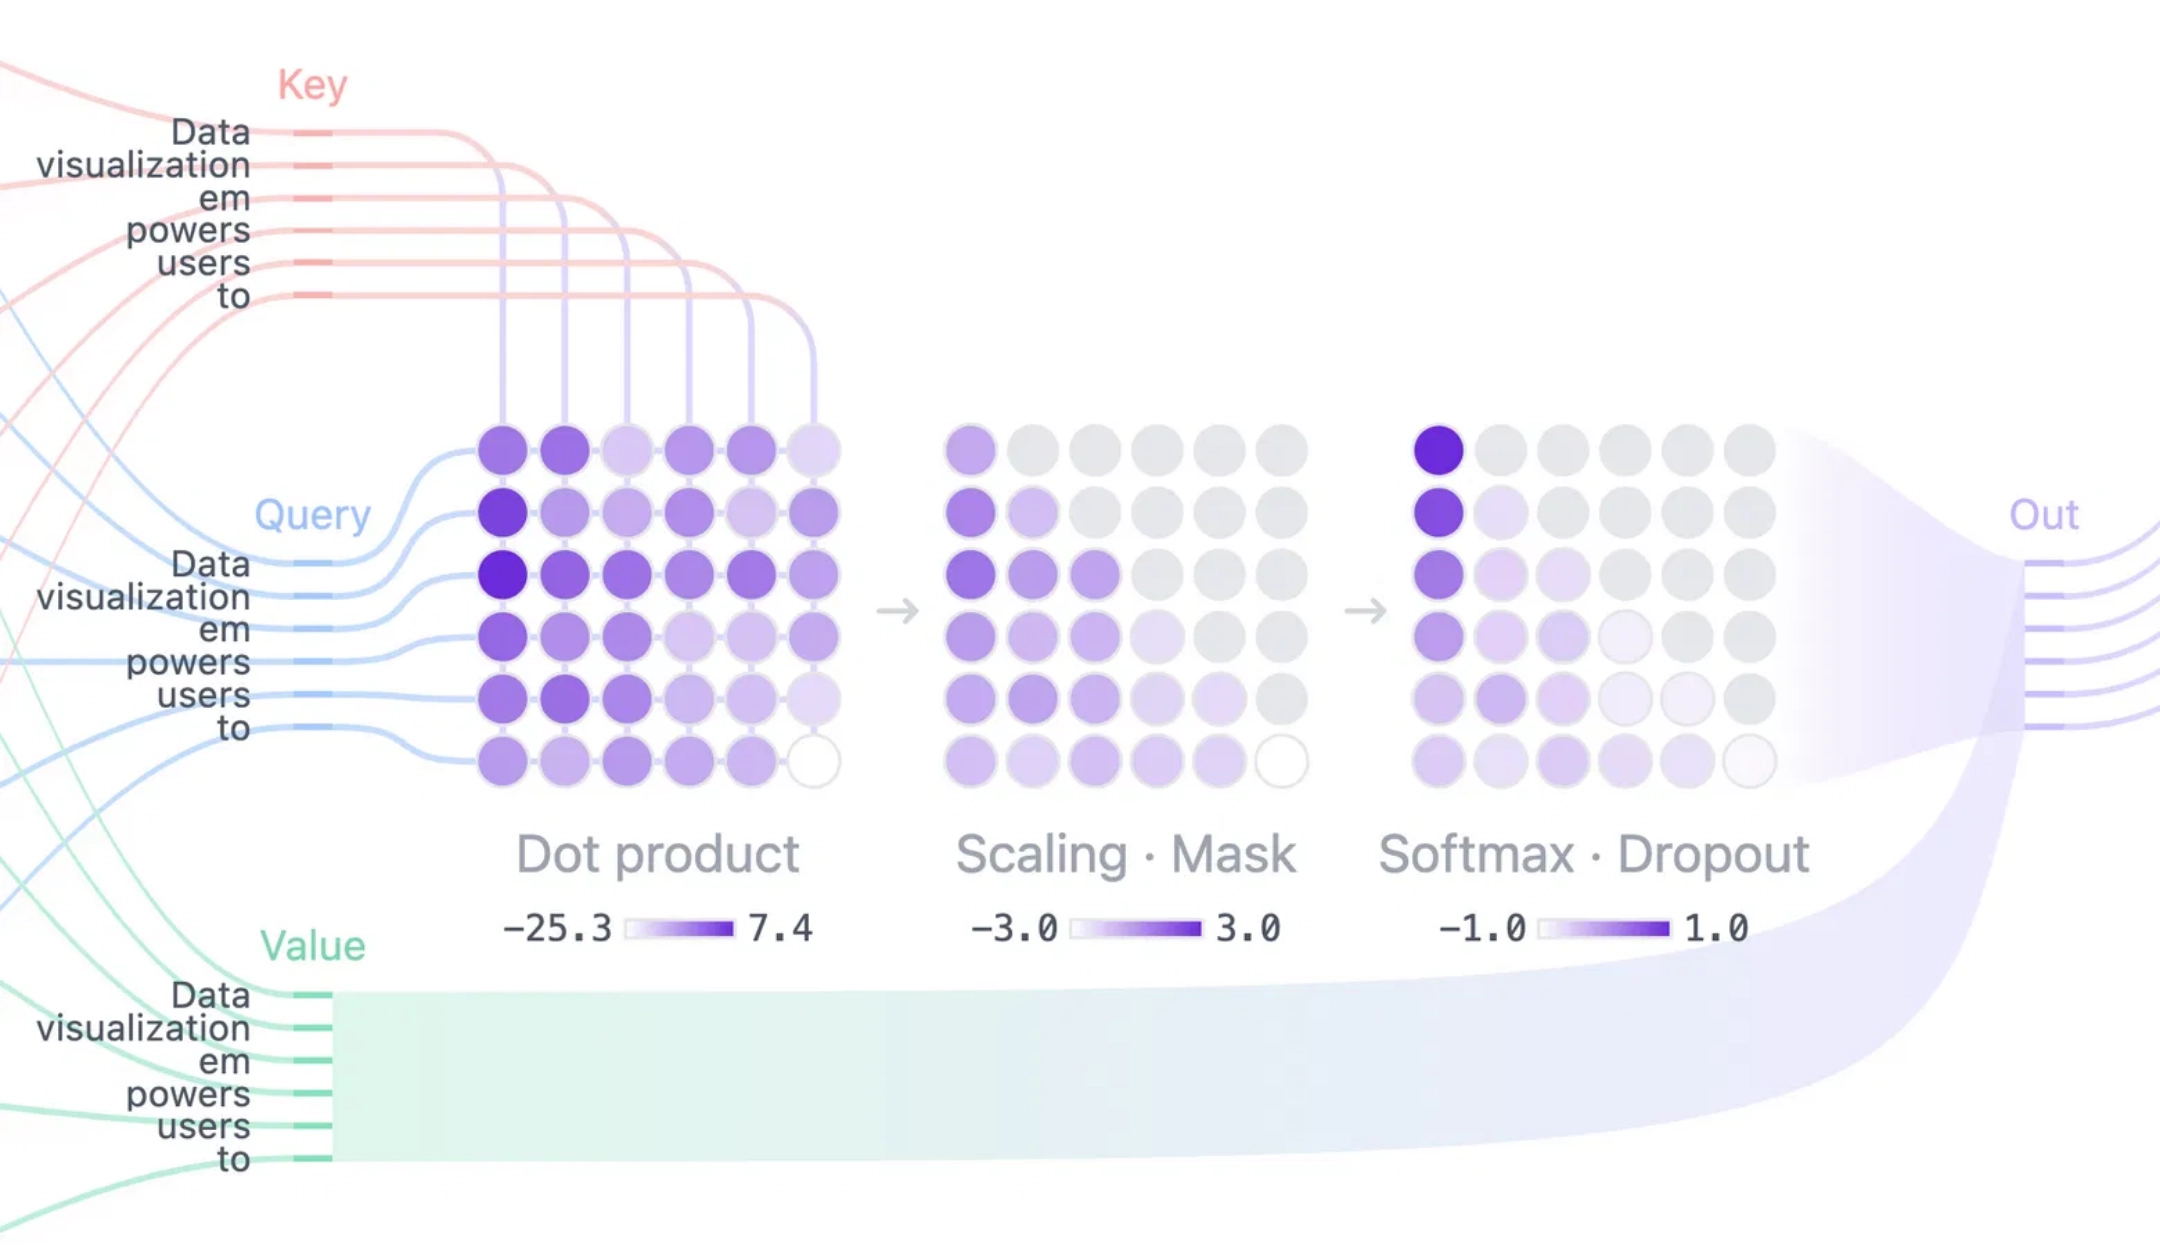 Key
Data
visualization
em
powers
users
to
Query
Data
visualization
em
powers
users
to
Out
Dot product
Scaling · Mask
Softmax · Dropout
−25.3 7.4
−3.0 3.0
−1.0 1.0
Value
Data
visualization
em
powers
users
to